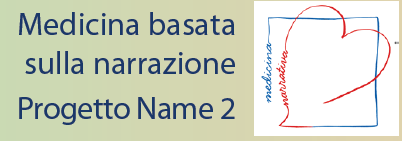 Medicina basata
sulla narrazione
Progetto Name 2
medicina
narrativa